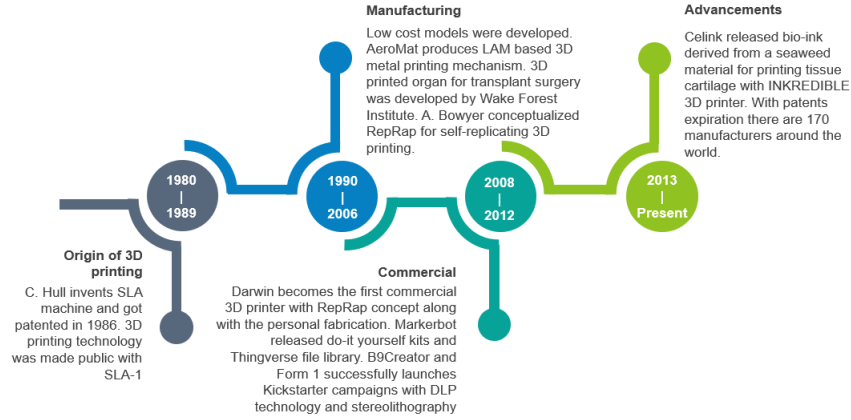 Manufacturing
Low cost models were developed.
AeroMat produces LAM based 3D
metal printing mechanism. 3D
printed organ for transplant surgery
was developed by Wake Forest
Institute. A. Bowyer conceptualized
RepRap for self-replicating 3D
printing.
Advancements
Celink released bio-ink
derived from a seaweed
material for printing tissue
cartilage with INKREDIBLE
3D printer. With patents
expiration there are 170
manufacturers around the
world.
1980
|
1989
1990
|
2006
2008
|
2012
2013
|
Present
Origin of 3D
printing
C. Hull invents SLA
machine and got
patented in 1986. 3D
printing technology
was made public with
SLA-1
Commercial
Darwin becomes the first commercial
3D printer with RepRap concept along
with the personal fabrication. Markerbot
released do-it yourself kits and
Thingverse file library. B9Creator and
Form 1 successfully launches
Kickstarter campaigns with DLP
technology and stereolithography